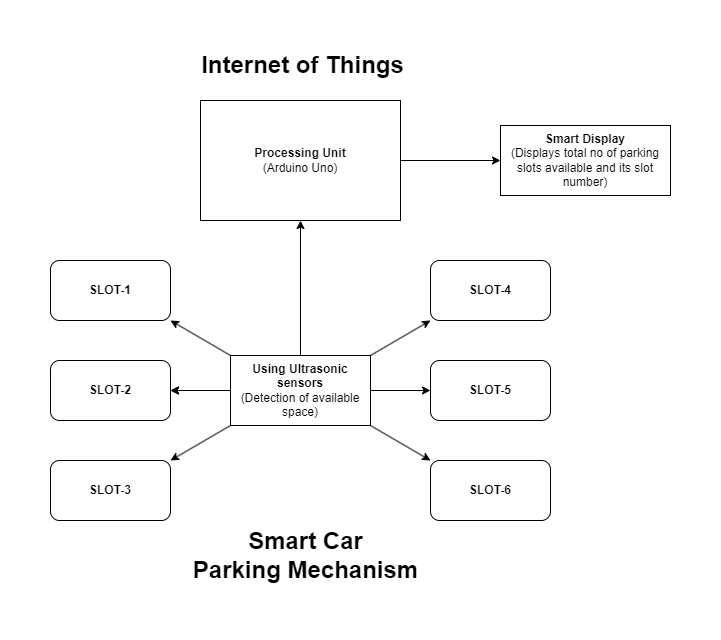 Internet of Things
Processing Unit
(Arduino Uno)
Smart Display
(Displays total no of parking
slots available and its slot
number)
SLOT-1
SLOT-4
Using Ultrasonic
sensors
(Detection of available
space)
SLOT-2
SLOT-5
SLOT-3
SLOT-6
Smart Car
Parking Mechanism